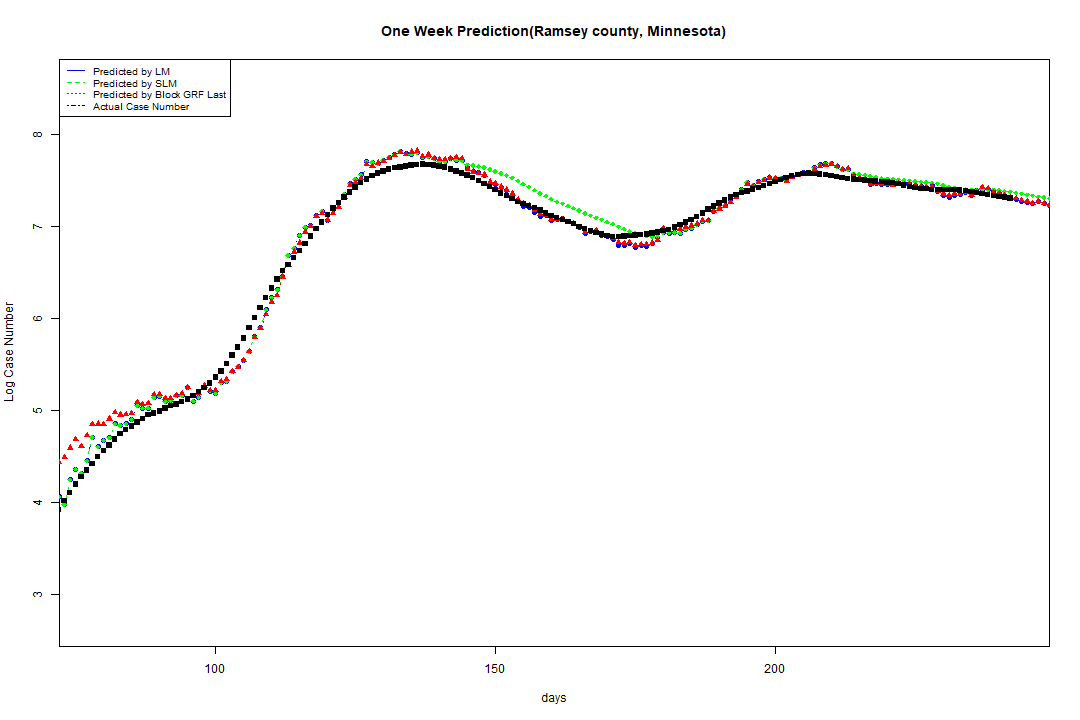 One Week Prediction(Ramsey county, Minnesota)
Predicted by LM
Predicted by SLM
Predicted by Block GRF Last
Actual Case Number
8
7
6
5
4
3
Log Case Number
100 150 200
days